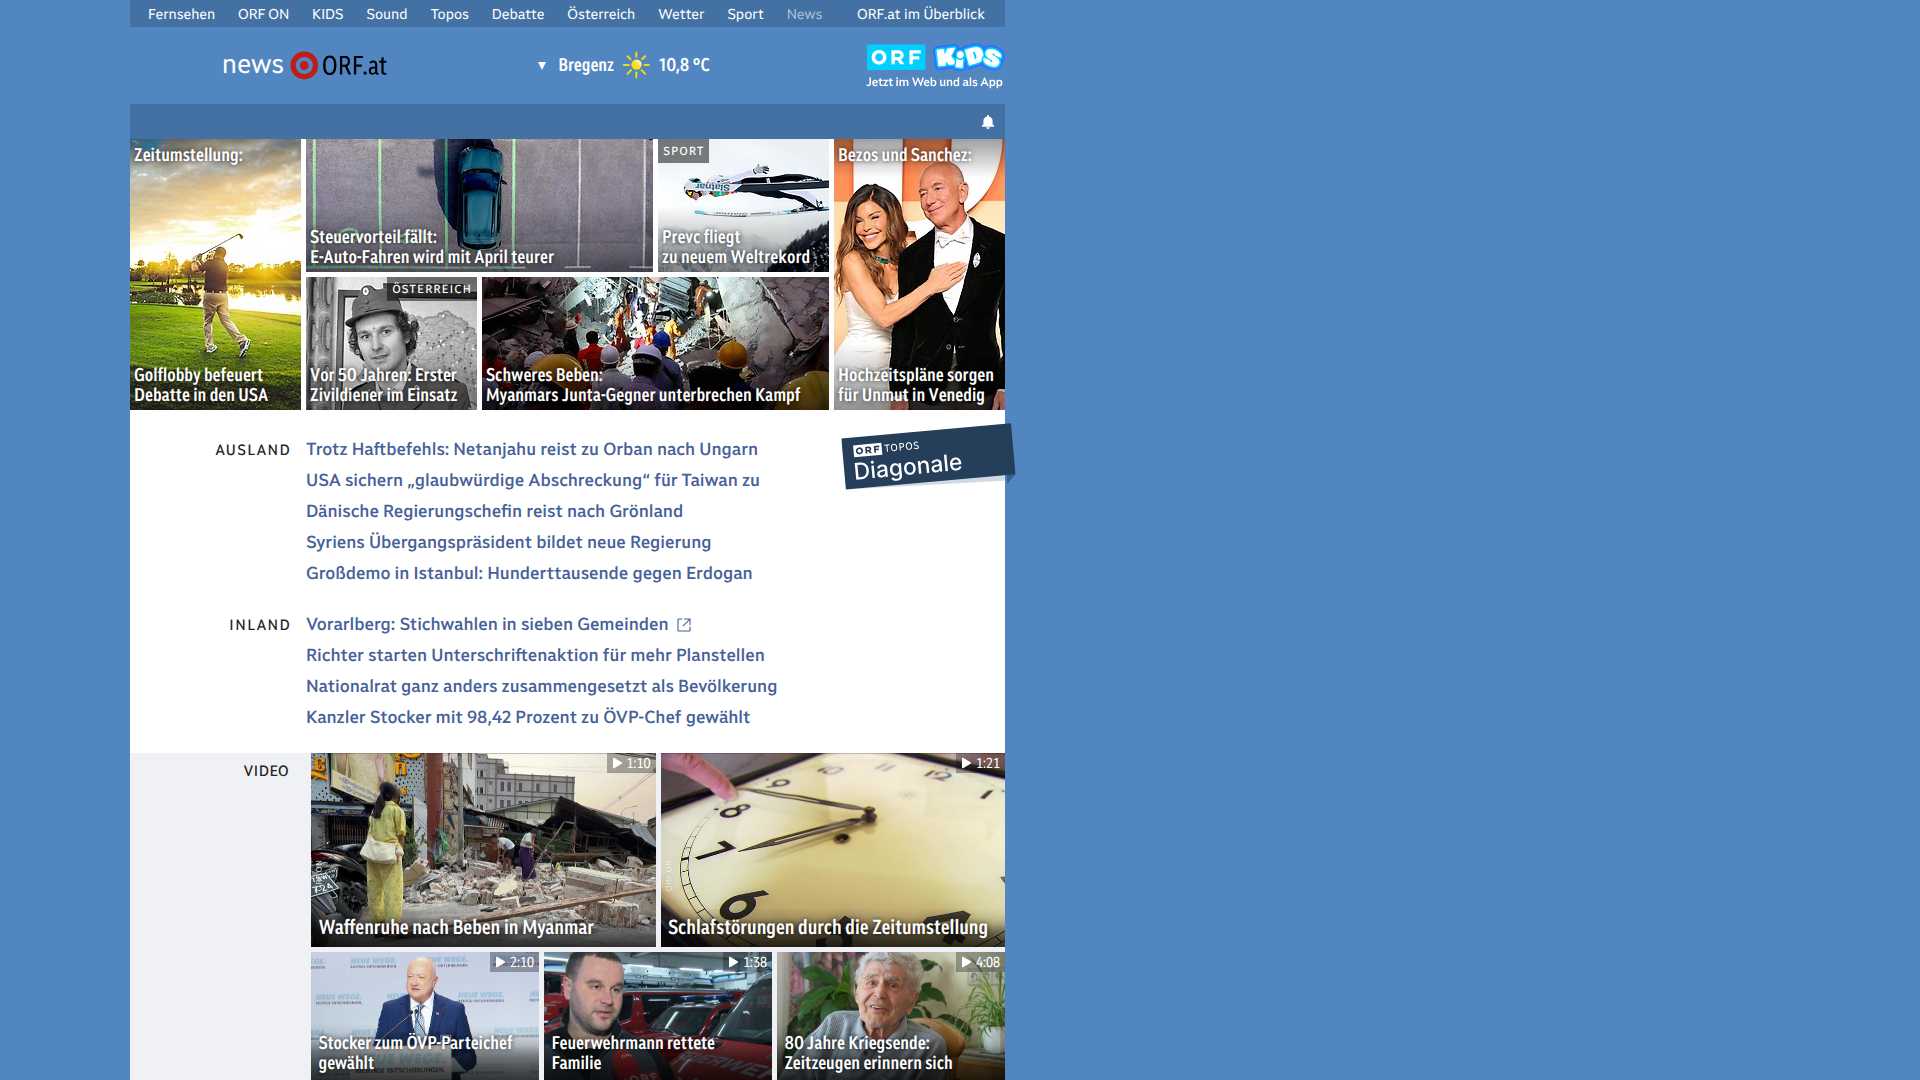 Fernsehen ORF ON KIDS Sound Topos Debatte Österreich Wetter Sport News ORF.at im Überblick
news ORF.at
Bregenz 10,8 °C
ORF KIDS
Jetzt im Web und als App
Zeitumstellung:
Golflobby befeuert
Debatte in den USA
Steuervorteil fällt:
E-Auto-Fahren wird mit April teurer
SPORT
Prevc fliegt
zu neuem Weltrekord
Bezos und Sanchez:
Hochzeitspläne sorgen
für Unmut in Venedig
ÖSTERREICH
Vor 50 Jahren: Erster
Zivildiener im Einsatz
Schweres Beben:
Myanmars Junta-Gegner unterbrechen Kampf
AUSLAND
Trotz Haftbefehls: Netanjahu reist zu Orban nach Ungarn
USA sichern „glaubwürdige Abschreckung“ für Taiwan zu
Dänische Regierungschefin reist nach Grönland
Syriens Übergangspräsident bildet neue Regierung
Großdemo in Istanbul: Hunderttausende gegen Erdogan
ORF TOPOS
Diagonale
INLAND
Vorarlberg: Stichwahlen in sieben Gemeinden
Richter starten Unterschriftenaktion für mehr Planstellen
Nationalrat ganz anders zusammengesetzt als Bevölkerung
Kanzler Stocker mit 98,42 Prozent zu ÖVP-Chef gewählt
VIDEO
1:10
Waffenruhe nach Beben in Myanmar
1:21
Schlafstörungen durch die Zeitumstellung
2:10
Stocker zum ÖVP-Parteichef
gewählt
1:38
Feuerwehrmann rettete
Familie
4:08
80 Jahre Kriegsende:
Zeitzeugen erinnern sich